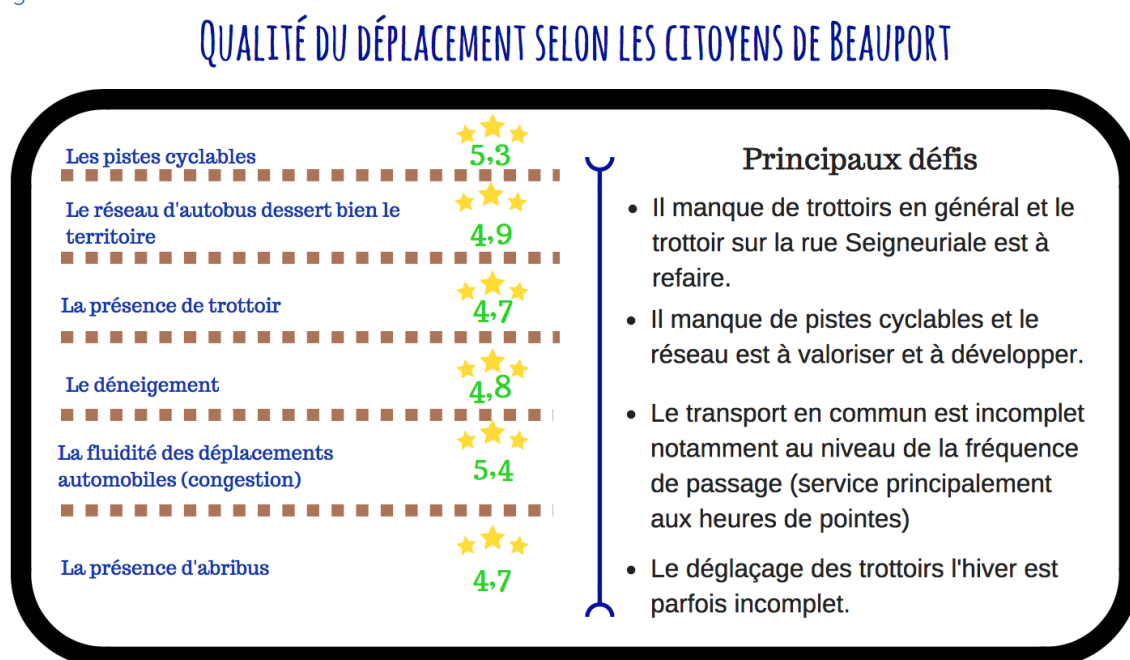 QUALITÉ DU DÉPLACEMENT SELON LES CITOYENS DE BEAUPORT
Les pistes cyclables
5,3
Le réseau d'autobus dessert bien le
territoire
4,9
La présence de trottoir
4,7
Le déneigement
4,8
La fluidité des déplacements
automobiles (congestion)
5,4
La présence d'abribus
4,7
Principaux défis
• Il manque de trottoirs en général et le
trottoir sur la rue Seigneuriale est à
refaire.
• Il manque de pistes cyclables et le
réseau est à valoriser et à développer.
• Le transport en commun est incomplet
notamment au niveau de la fréquence
de passage (service principalement
aux heures de pointes)
• Le déglaçage des trottoirs l'hiver est
parfois incomplet.